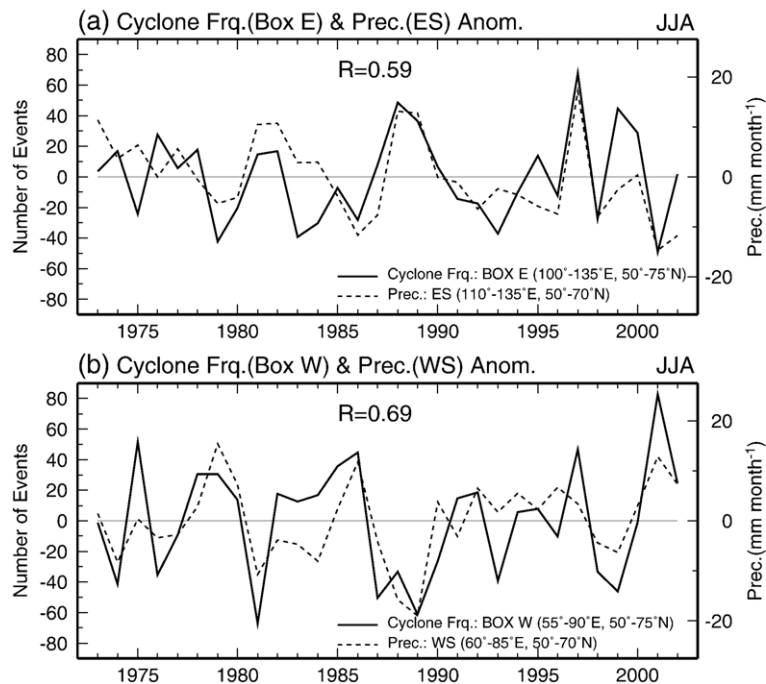 (a) Cyclone Frq.(Box E) & Prec.(ES) Anom. JJA
R=0.59
80
60
40
20
0
-20
-40
-60
-80
Number of Events
20
0
-20
Prec.(mm month⁻¹)
Cyclone Frq.: BOX E (100°-135°E, 50°-75°N)
Prec.: ES (110°-135°E, 50°-70°N)
1975 1980 1985 1990 1995 2000
(b) Cyclone Frq.(Box W) & Prec.(WS) Anom. JJA
R=0.69
80
60
40
20
0
-20
-40
-60
-80
Number of Events
20
0
-20
Prec.(mm month⁻¹)
Cyclone Frq.: BOX W (55°-90°E, 50°-75°N)
Prec.: WS (60°-85°E, 50°-70°N)
1975 1980 1985 1990 1995 2000